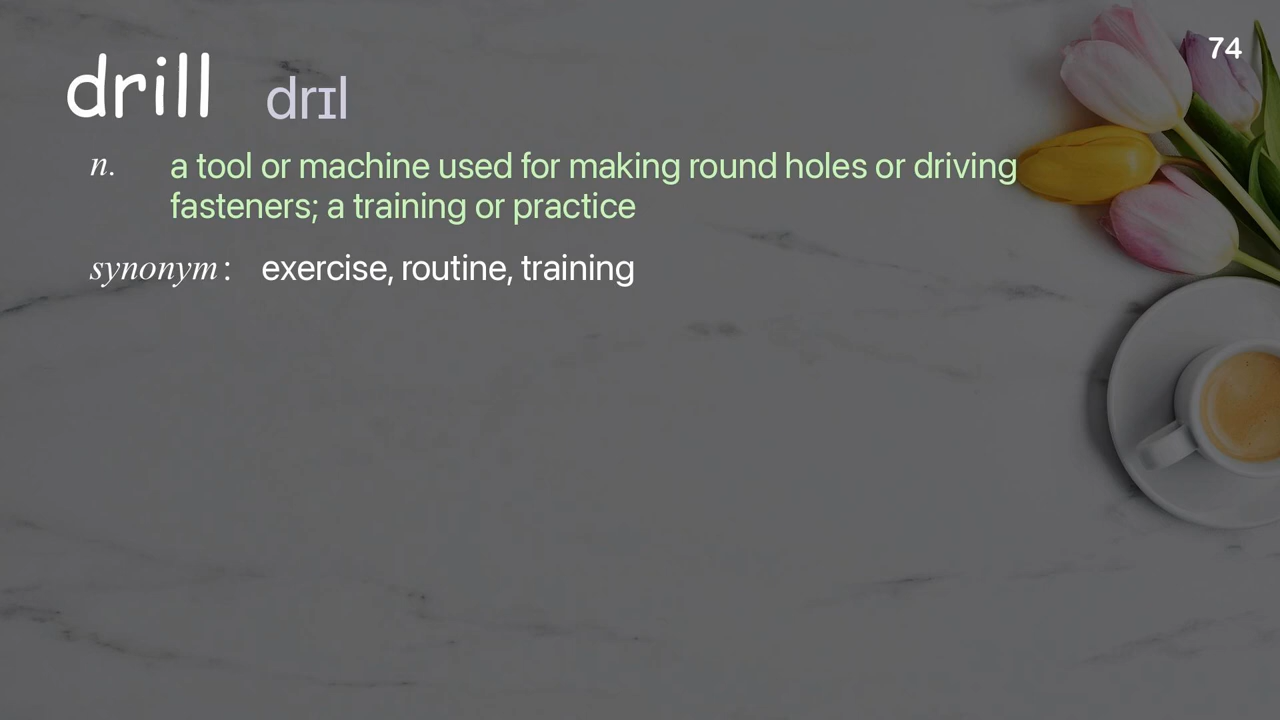 74
drill drɪl
n. a tool or machine used for making round holes or driving
fasteners; a training or practice
synonym: exercise, routine, training